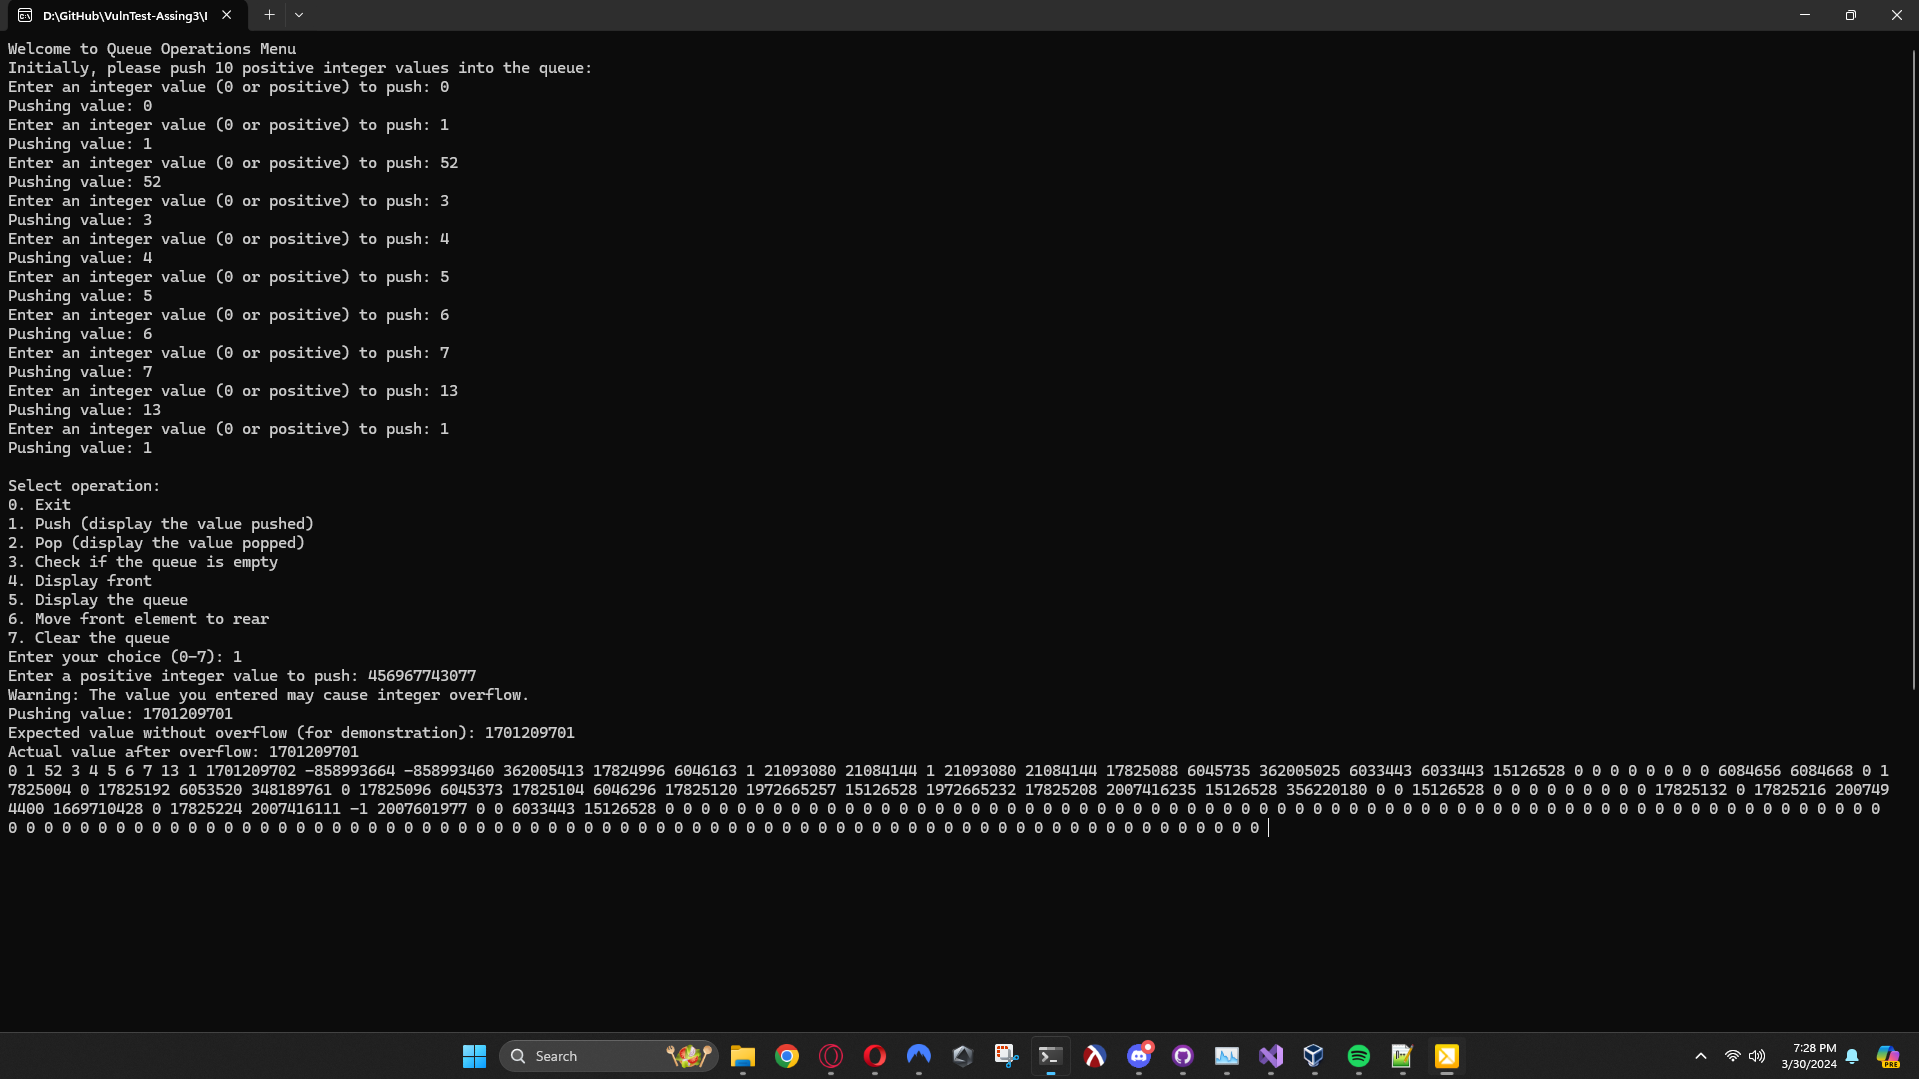 D:\GitHub\VulnTest-Assing3\I
Welcome to Queue Operations Menu
Initially, please push 10 positive integer values into the queue:
Enter an integer value (0 or positive) to push: 0
Pushing value: 0
Enter an integer value (0 or positive) to push: 1
Pushing value: 1
Enter an integer value (0 or positive) to push: 52
Pushing value: 52
Enter an integer value (0 or positive) to push: 3
Pushing value: 3
Enter an integer value (0 or positive) to push: 4
Pushing value: 4
Enter an integer value (0 or positive) to push: 5
Pushing value: 5
Enter an integer value (0 or positive) to push: 6
Pushing value: 6
Enter an integer value (0 or positive) to push: 7
Pushing value: 7
Enter an integer value (0 or positive) to push: 13
Pushing value: 13
Enter an integer value (0 or positive) to push: 1
Pushing value: 1
Select operation:
0. Exit
1. Push (display the value pushed)
2. Pop (display the value popped)
3. Check if the queue is empty
4. Display front
5. Display the queue
6. Move front element to rear
7. Clear the queue
Enter your choice (0-7): 1
Enter a positive integer value to push: 456967743077
Warning: The value you entered may cause integer overflow.
Pushing value: 1701209701
Expected value without overflow (for demonstration): 1701209701
Actual value after overflow: 1701209701
0 1 52 3 4 5 6 7 13 1 1701209702 -858993664 -858993460 362005413 17824996 6046163 1 21093080 21084144 1 21093080 21084144 17825088 6045735 362005025 6033443 6033443 15126528 0 0 0 0 0 0 0 0 6084656 6084668 0 1
7825004 0 17825192 6053520 348189761 0 17825096 6045373 17825104 6046296 17825120 1972665257 15126528 1972665232 17825208 2007416235 15126528 356220180 0 0 15126528 0 0 0 0 0 0 0 0 0 17825132 0 17825216 200749
4400 1669710428 0 17825224 2007416111 -1 2007601977 0 0 6033443 15126528 0 0 0 0 0 0 0 0 0 0 0 0 0 0 0 0 0 0 0 0 0 0 0 0 0 0 0 0 0 0 0 0 0 0 0 0 0 0 0 0 0 0 0 0 0 0 0 0 0 0 0 0 0 0 0 0 0 0 0 0 0 0 0 0 0 0 0 0
0 0 0 0 0 0 0 0 0 0 0 0 0 0 0 0 0 0 0 0 0 0 0 0 0 0 0 0 0 0 0 0 0 0 0 0 0 0 0 0 0 0 0 0 0 0 0 0 0 0 0 0 0 0 0 0 0 0 0 0 0 0 0 0 0 0 0 0 0 0
Search
7:28 PM
3/30/2024
PRE